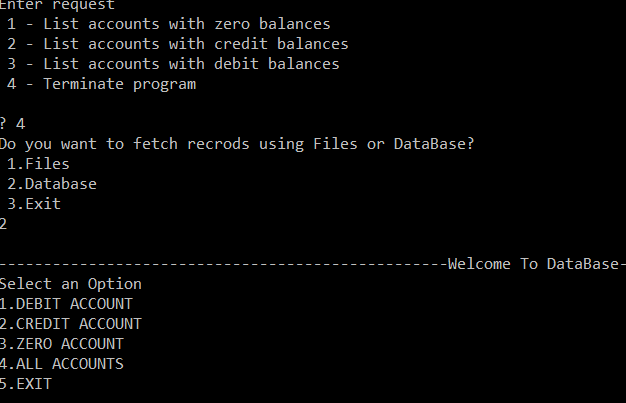 Enter request
1 - List accounts with zero balances
2 - List accounts with credit balances
3 - List accounts with debit balances
4 - Terminate program
? 4
Do you want to fetch recrods using Files or DataBase?
1.Files
2.Database
3.Exit
2
--------------------------------------------------Welcome To DataBase-
Select an Option
1.DEBIT ACCOUNT
2.CREDIT ACCOUNT
3.ZERO ACCOUNT
4.ALL ACCOUNTS
5.EXIT